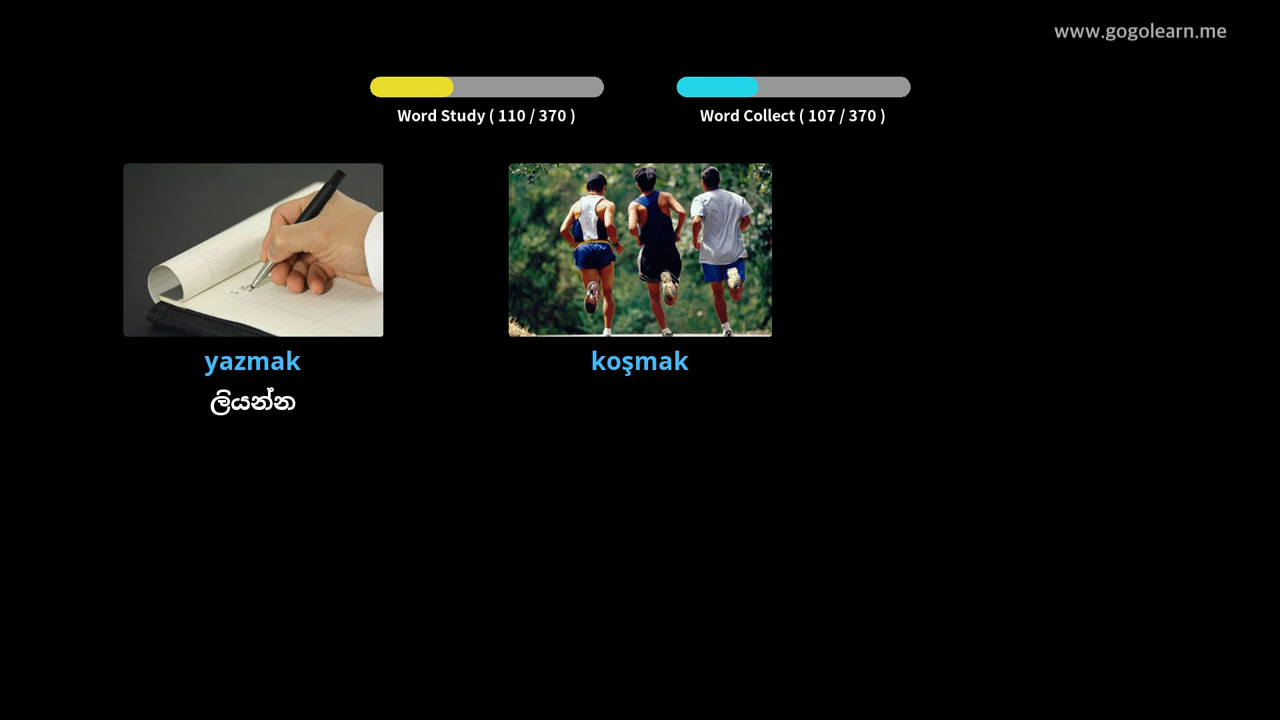 www.gogolearn.me
Word Study ( 110 / 370 )
Word Collect ( 107 / 370 )
yazmak
koşmak
ලියන්න